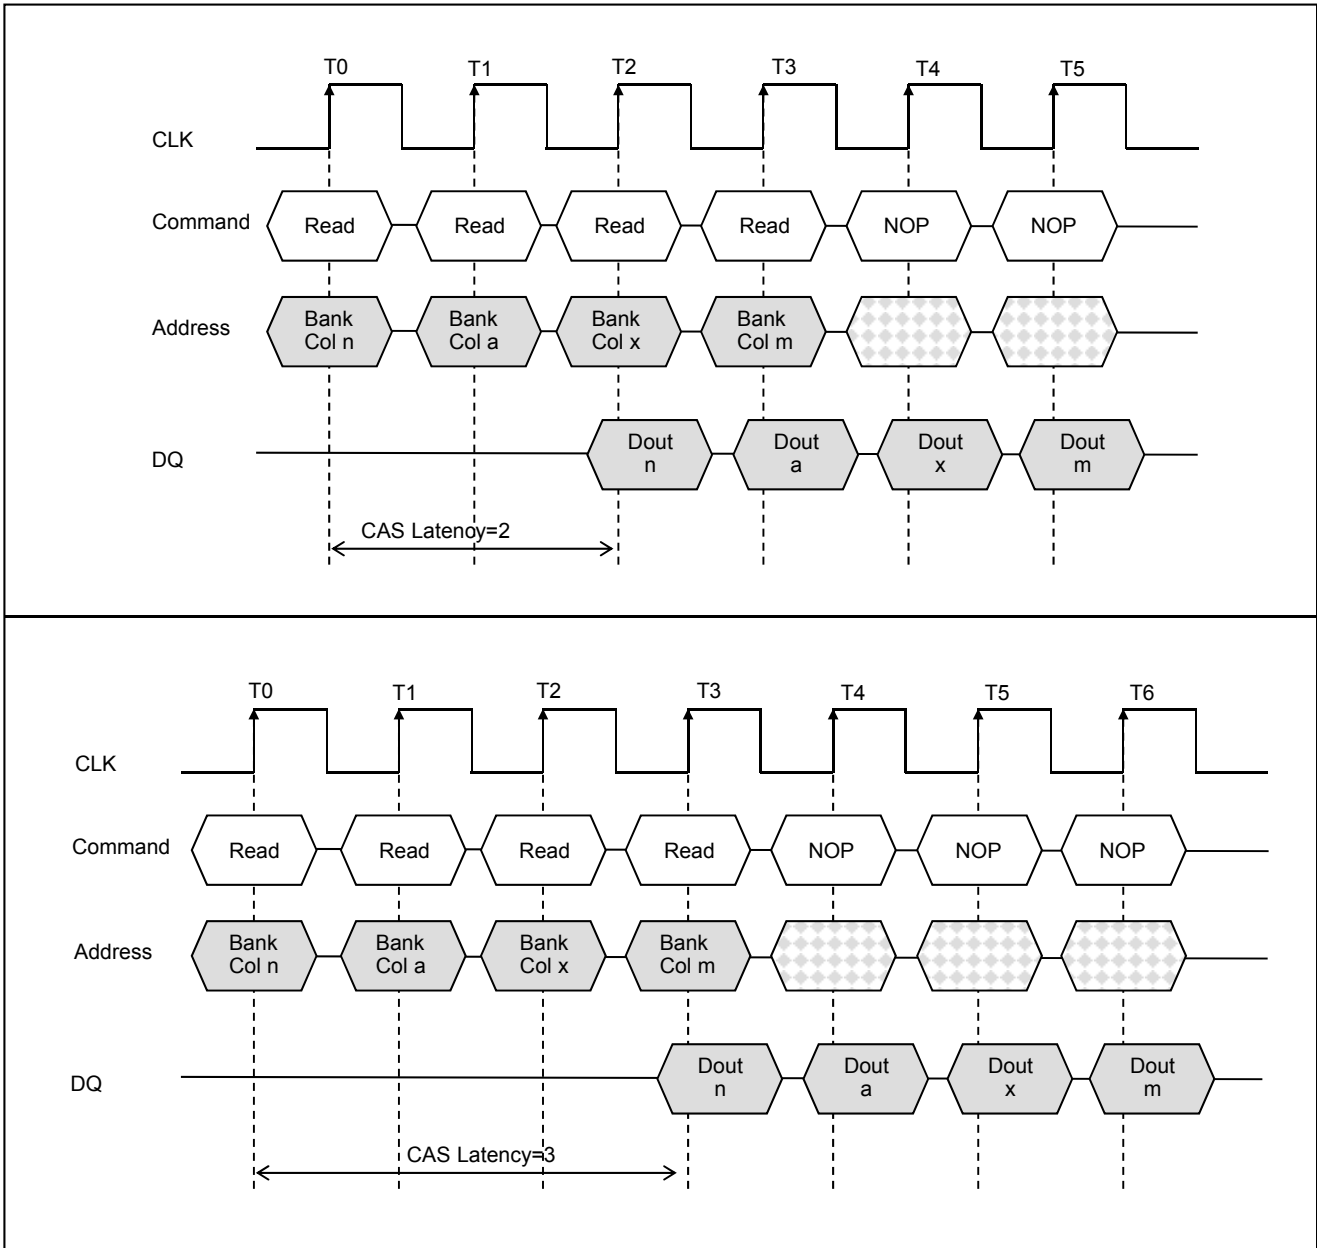 T0 T1 T2 T3 T4 T5
CLK
Command Read Read Read Read NOP NOP
Address
Bank Col n
Bank Col a
Bank Col x
Bank Col m
DQ
Dout n
Dout a
Dout x
Dout m
CAS Latency=2
T0 T1 T2 T3 T4 T5 T6
CLK
Command Read Read Read Read NOP NOP NOP
Address
Bank Col n
Bank Col a
Bank Col x
Bank Col m
DQ
Dout n
Dout a
Dout x
Dout m
CAS Latency=3